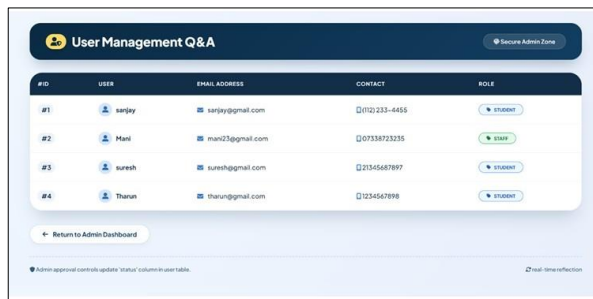 User Management Q&A
Secure Admin Zone
#ID USER EMAIL ADDRESS CONTACT ROLE
#1 sanjay sanjay@gmail.com (112) 233-4455 STUDENT
#2 Mani mani23@gmail.com 07338723235 STAFF
#3 suresh suresh@gmail.com 21345687897 STUDENT
#4 Tharun tharun@gmail.com 1234567898 STUDENT
← Return to Admin Dashboard
Admin approval controls update 'status' column in user table.
real-time reflection